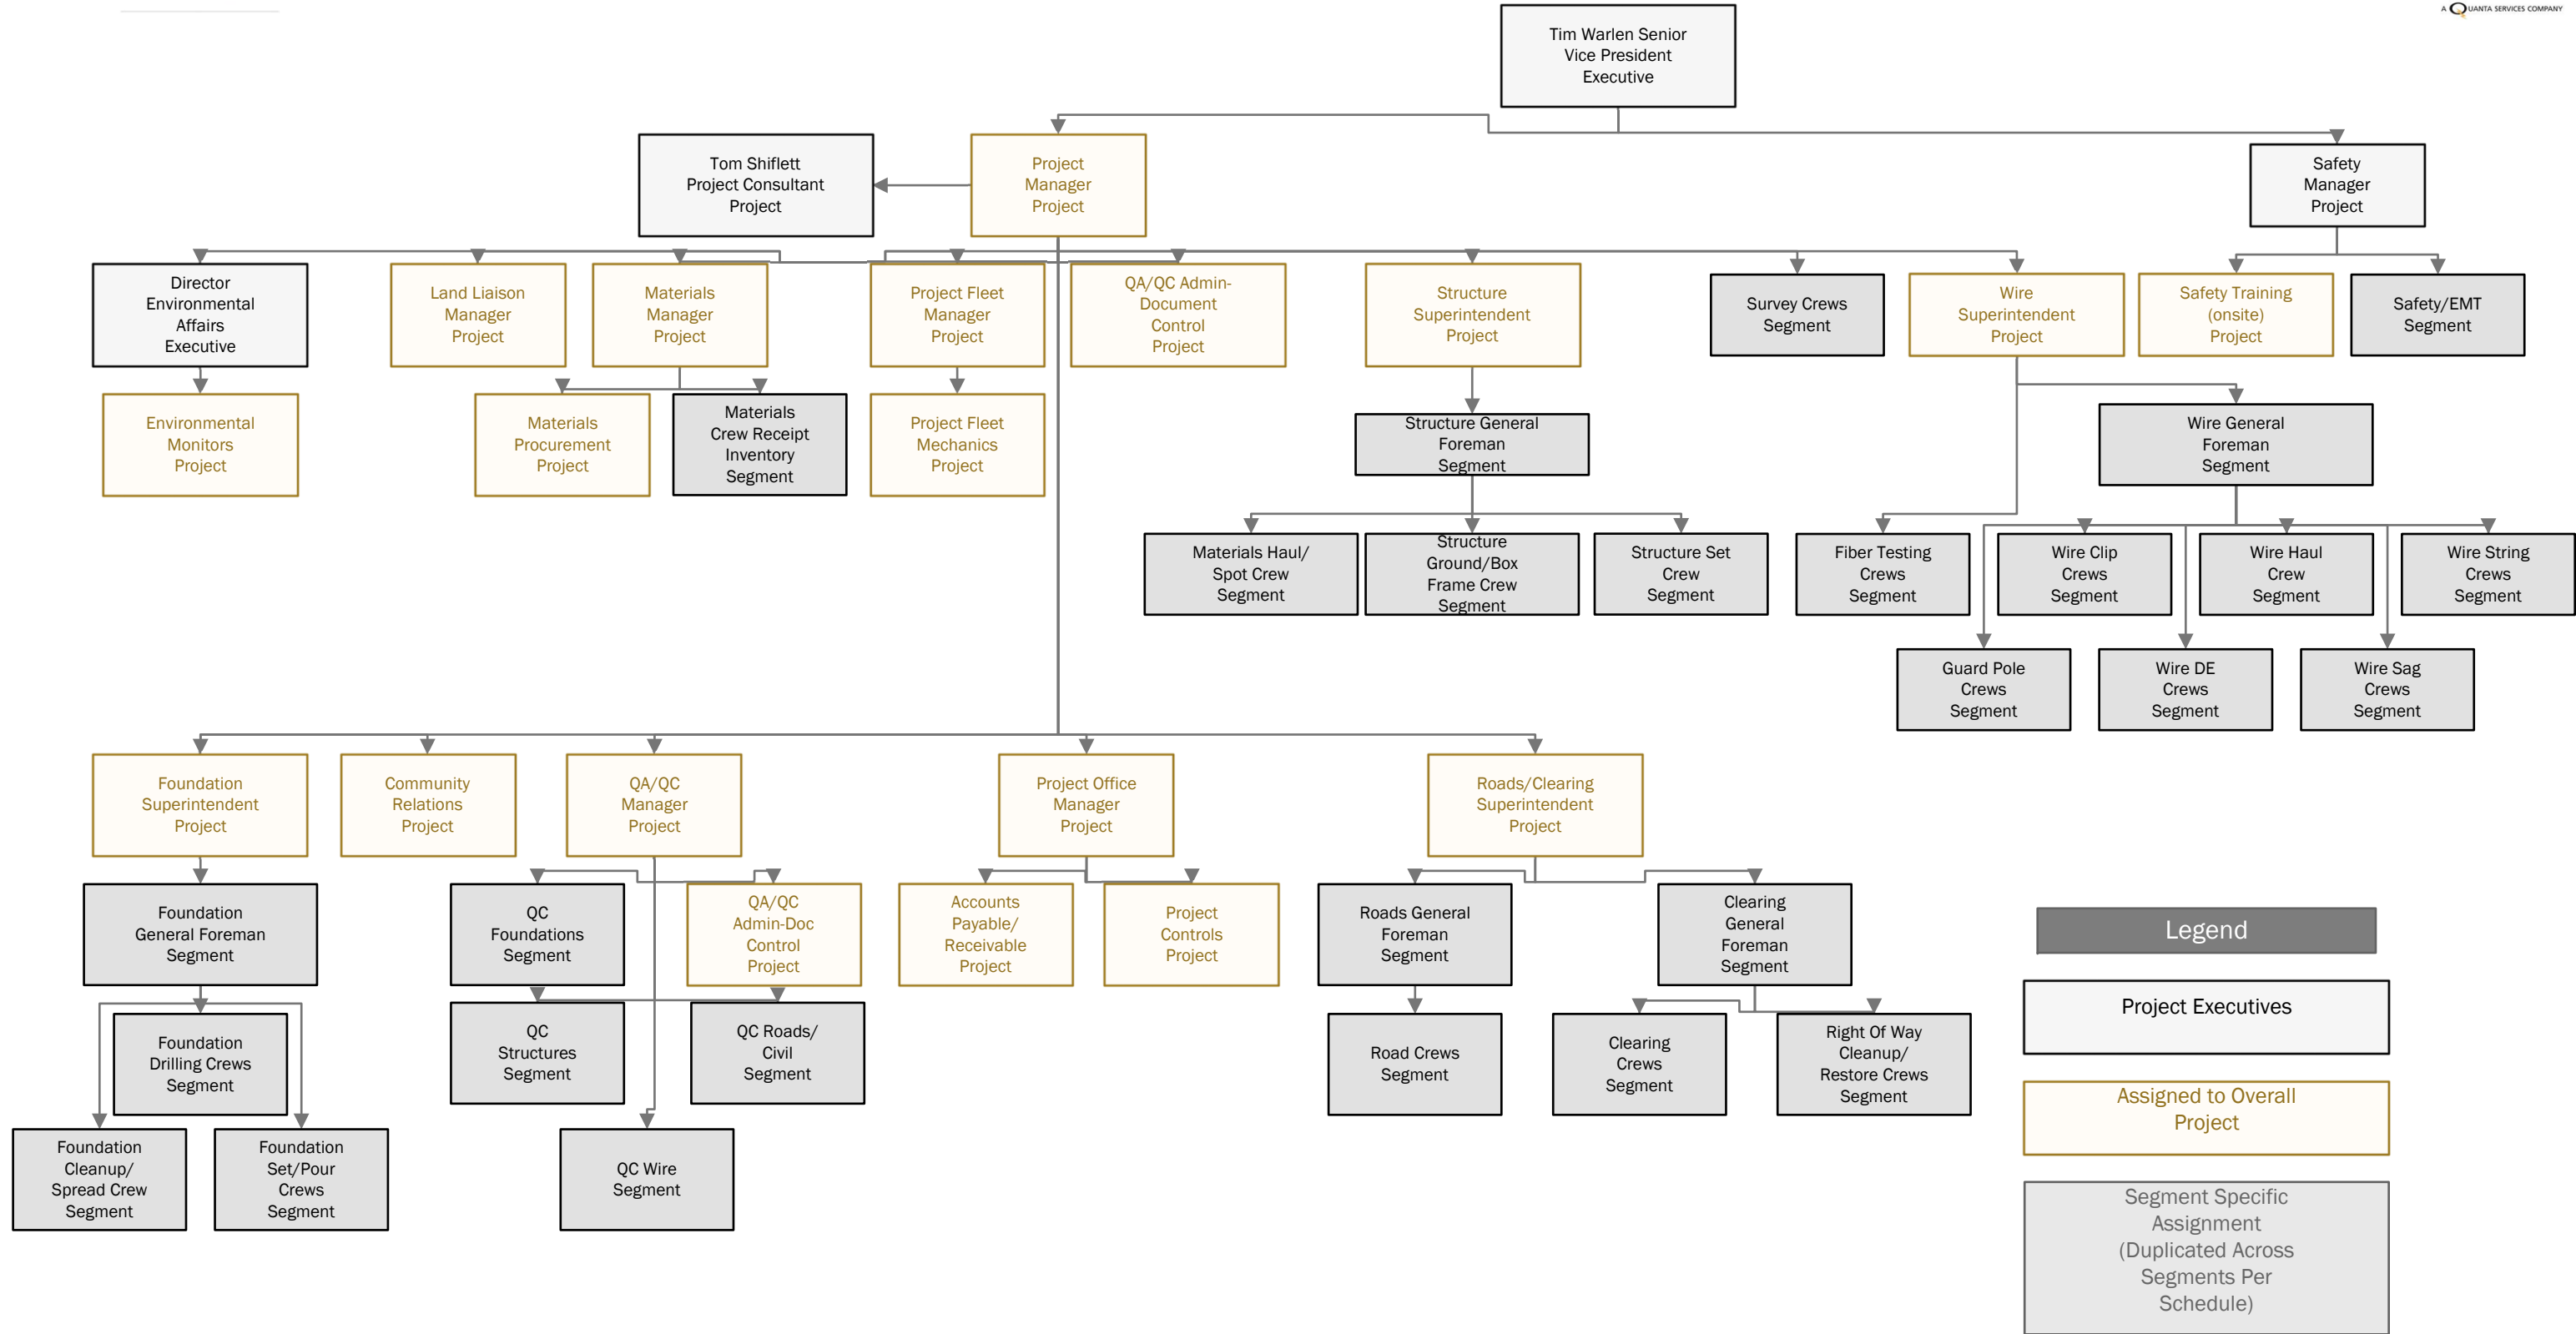 A QUANTA SERVICES COMPANY
Tim Warlen Senior
Vice President
Executive
Tom Shiflett
Project Consultant
Project
Project
Manager
Project
Safety
Manager
Project
Director
Environmental
Affairs
Executive
Land Liaison
Manager
Project
Materials
Manager
Project
Project Fleet
Manager
Project
QA/QC Admin-
Document
Control
Project
Structure
Superintendent
Project
Survey Crews
Segment
Wire
Superintendent
Project
Safety Training
(onsite)
Project
Safety/EMT
Segment
Environmental
Monitors
Project
Materials
Procurement
Project
Materials
Crew Receipt
Inventory
Segment
Project Fleet
Mechanics
Project
Structure General
Foreman
Segment
Wire General
Foreman
Segment
Materials Haul/
Spot Crew
Segment
Structure
Ground/Box
Frame Crew
Segment
Structure Set
Crew
Segment
Fiber Testing
Crews
Segment
Wire Clip
Crews
Segment
Wire Haul
Crew
Segment
Wire String
Crews
Segment
Guard Pole
Crews
Segment
Wire DE
Crews
Segment
Wire Sag
Crews
Segment
Foundation
Superintendent
Project
Community
Relations
Project
QA/QC
Manager
Project
Project Office
Manager
Project
Roads/Clearing
Superintendent
Project
Foundation
General Foreman
Segment
QC
Foundations
Segment
QA/QC
Admin-Doc
Control
Project
Accounts
Payable/
Receivable
Project
Project
Controls
Project
Roads General
Foreman
Segment
Clearing
General
Foreman
Segment
Foundation
Drilling Crews
Segment
QC
Structures
Segment
QC Roads/
Civil
Segment
Road Crews
Segment
Clearing
Crews
Segment
Right Of Way
Cleanup/
Restore Crews
Segment
Foundation
Cleanup/
Spread Crew
Segment
Foundation
Set/Pour
Crews
Segment
QC Wire
Segment
Legend
Project Executives
Assigned to Overall
Project
Segment Specific
Assignment
(Duplicated Across
Segments Per
Schedule)